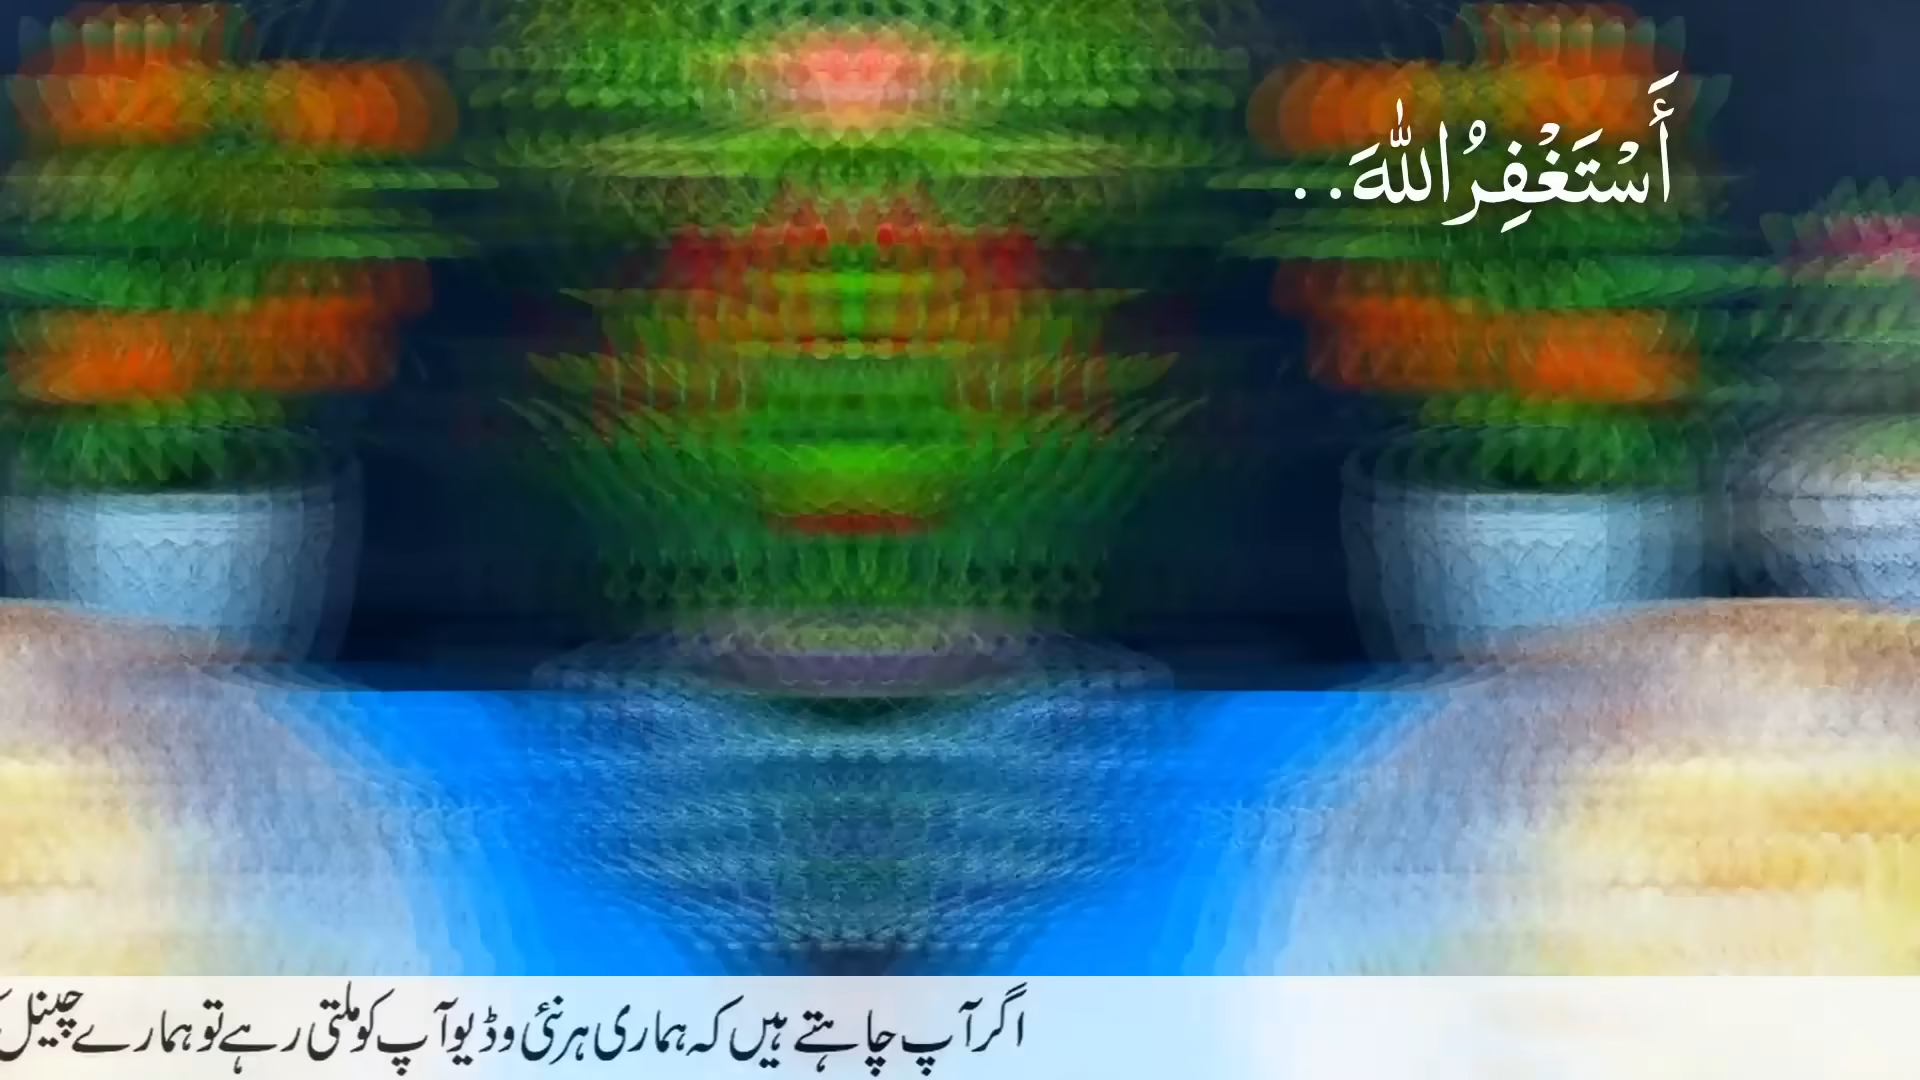 أَسْتَغْفِرُاللّٰهَ..
اگر آپ چاہتے ہیں کہ ہماری ہر نئی وڈیو آپ کو ملتی رہے تو ہمارے چینل